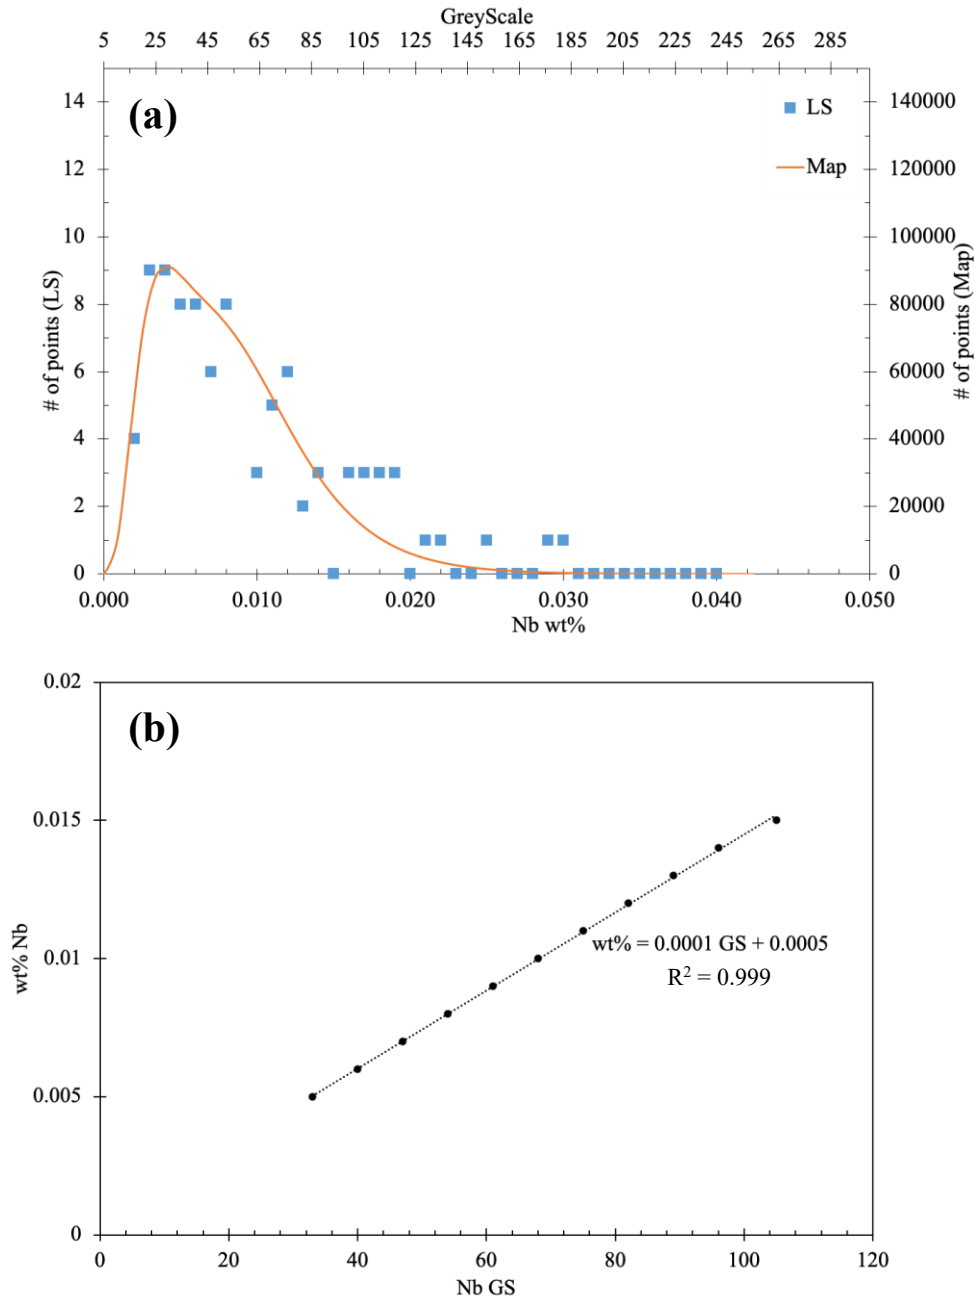 GreyScale
5 25 45 65 85 105 125 145 165 185 205 225 245 265 285
(a)
LS
Map
14
12
10
8
6
4
2
0
# of points (LS)
140000
120000
100000
80000
60000
40000
20000
0
# of points (Map)
0.000 0.010 0.020 0.030 0.040 0.050
Nb wt%
(b)
0.02
0.015
0.01
0.005
0
wt% Nb
wt% = 0.0001 GS + 0.0005
R² = 0.999
0 20 40 60 80 100 120
Nb GS